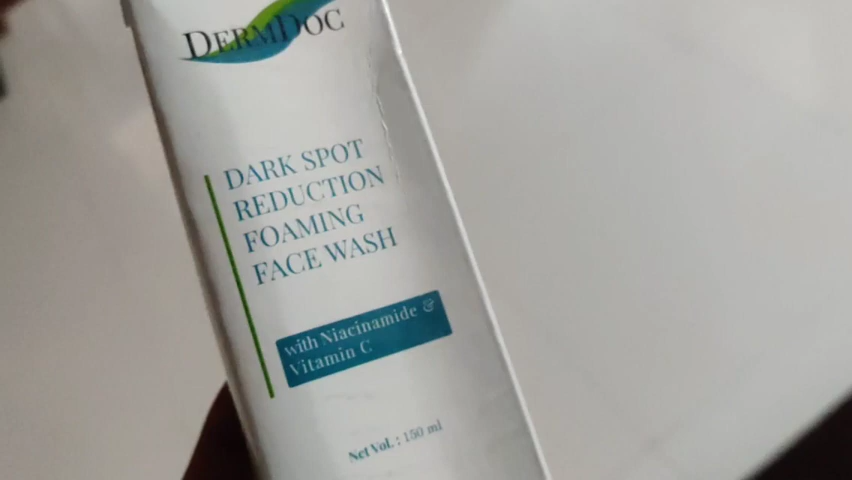 DERMDOC
DARK SPOT
REDUCTION
FOAMING
FACE WASH
with Niacinamide &
Vitamin C
Net Vol. : 150 ml